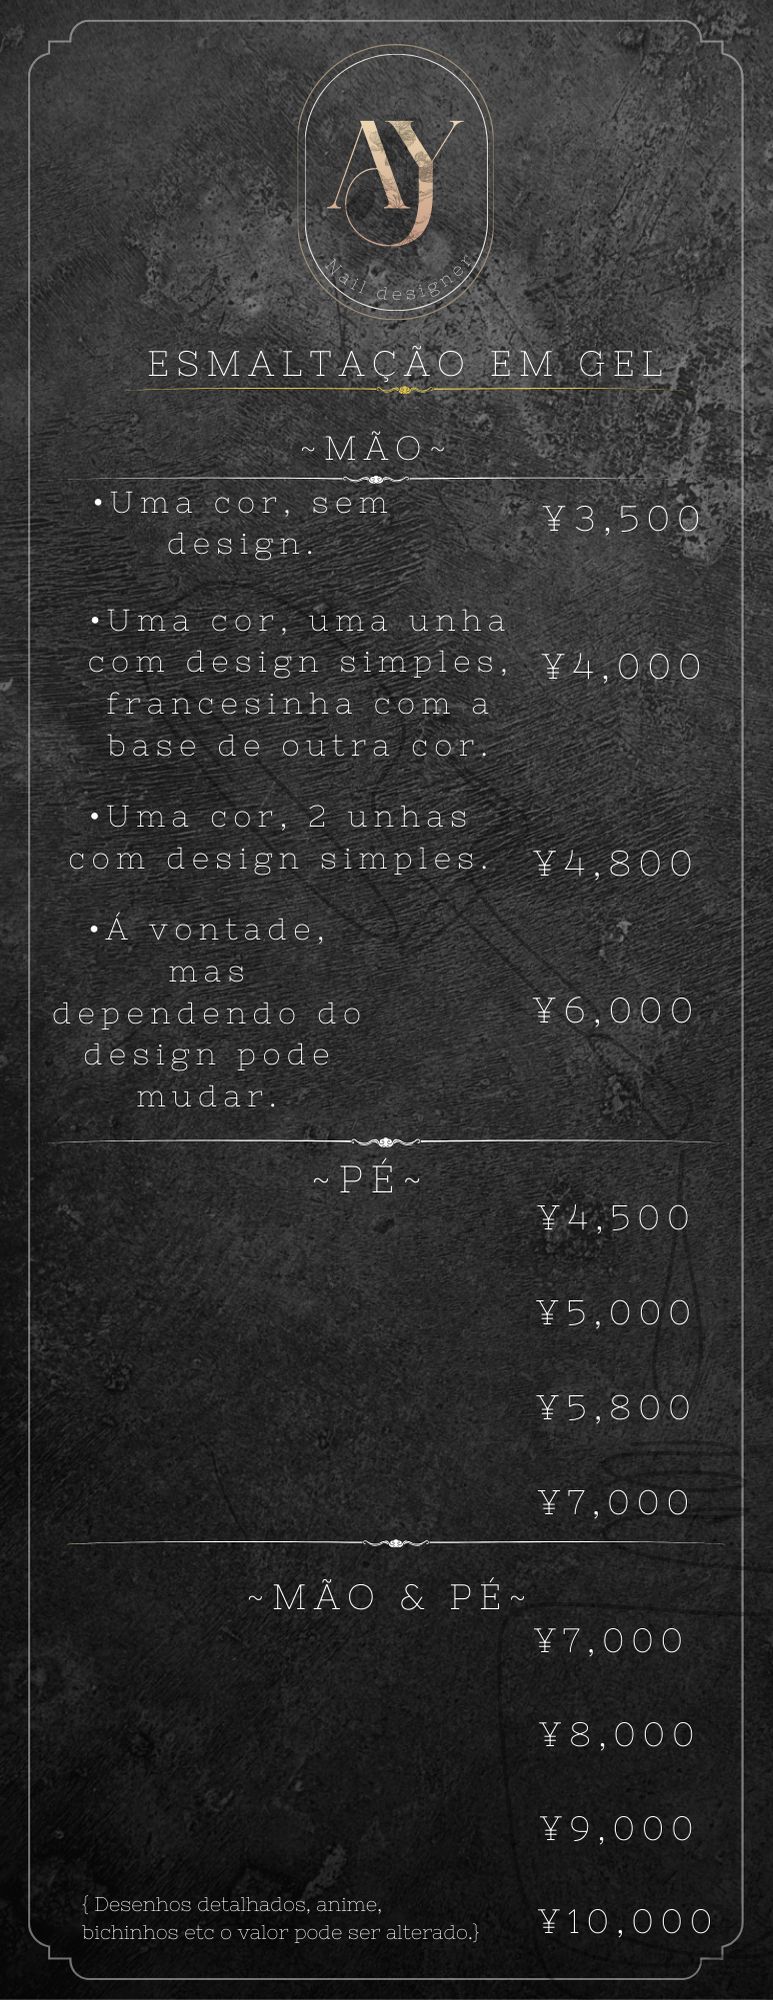 AY
Nail designer
ESMALTAÇÃO EM GEL
~MÃO~
•Uma cor, sem
design.
¥3,500
•Uma cor, uma unha
com design simples,
francesinha com a
base de outra cor.
¥4,000
•Uma cor, 2 unhas
com design simples.
¥4,800
•Á vontade,
mas
dependendo do
design pode
mudar.
¥6,000
~PÉ~
¥4,500
¥5,000
¥5,800
¥7,000
~MÃO & PÉ~
¥7,000
¥8,000
¥9,000
{ Desenhos detalhados, anime,
bichinhos etc o valor pode ser alterado.}
¥10,000